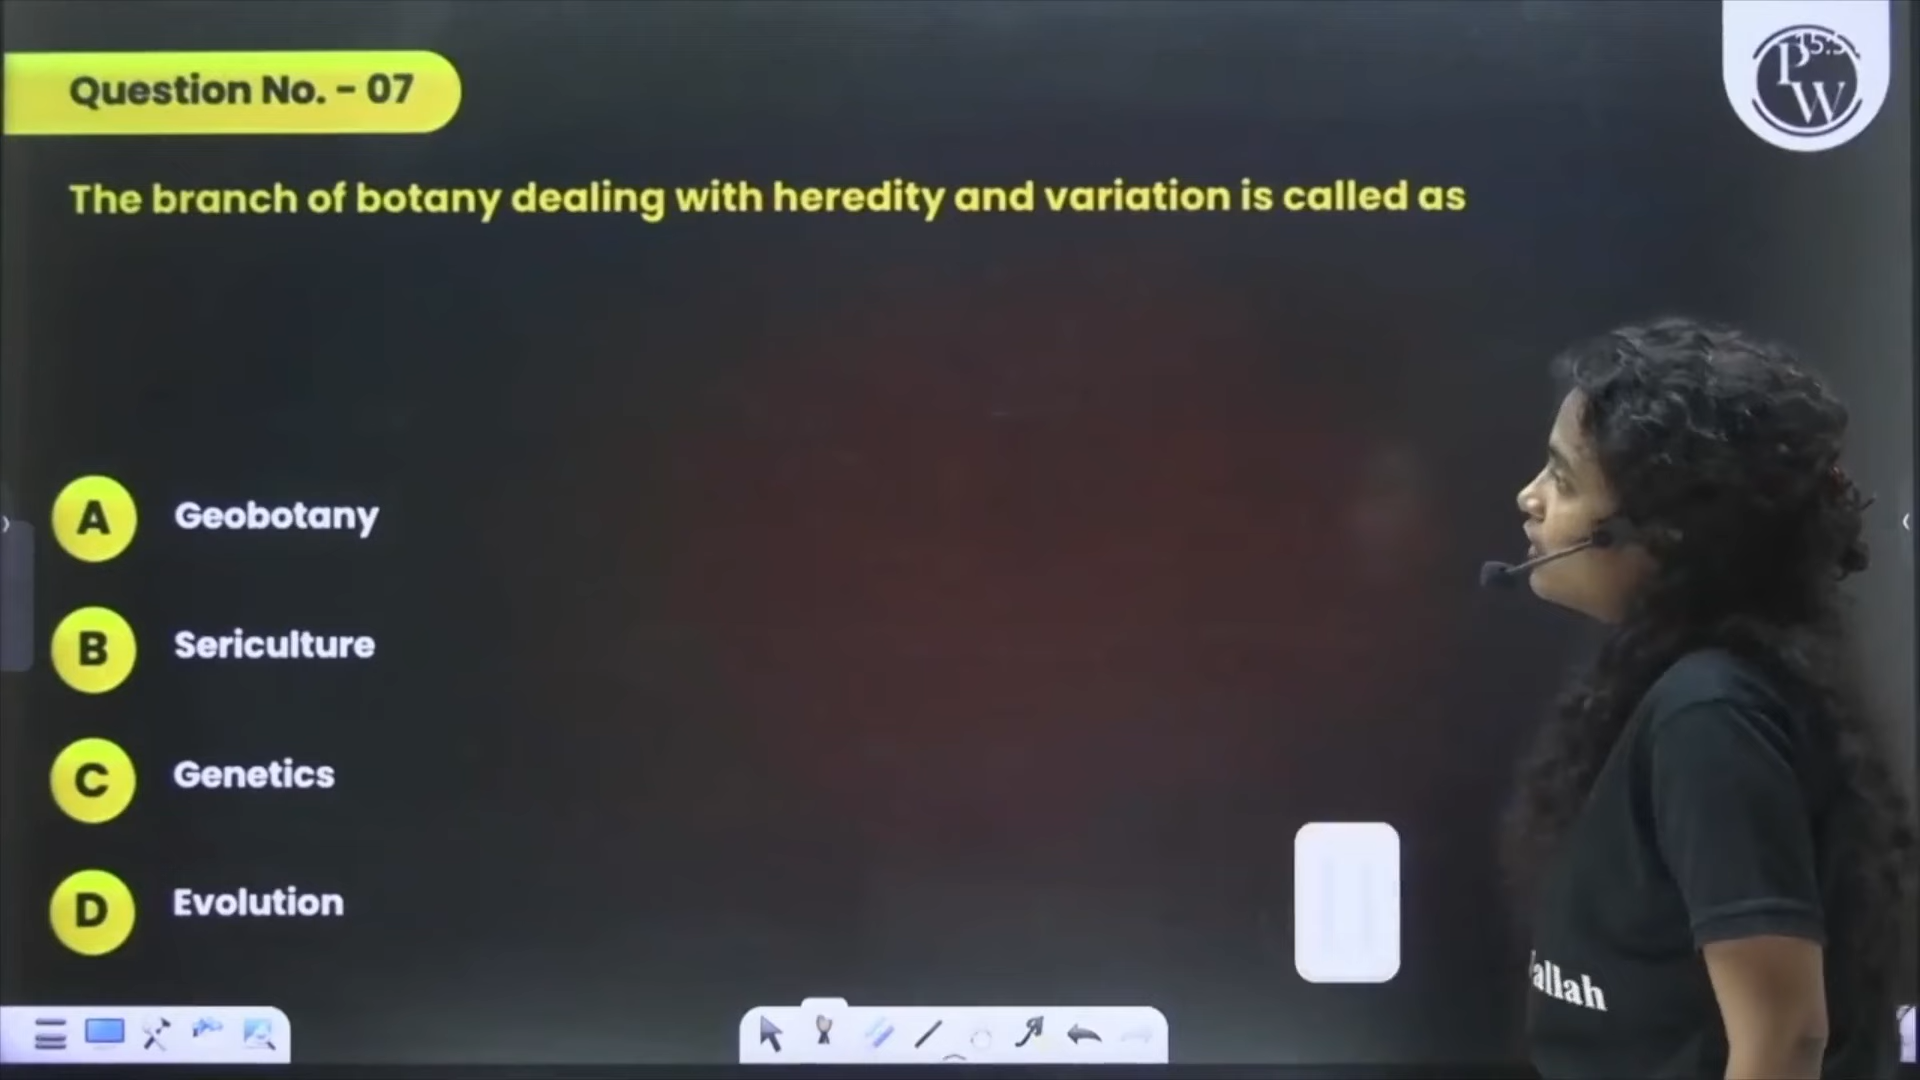 Question No. - 07
PW
The branch of botany dealing with heredity and variation is called as
A Geobotany
B Sericulture
C Genetics
D Evolution
allah